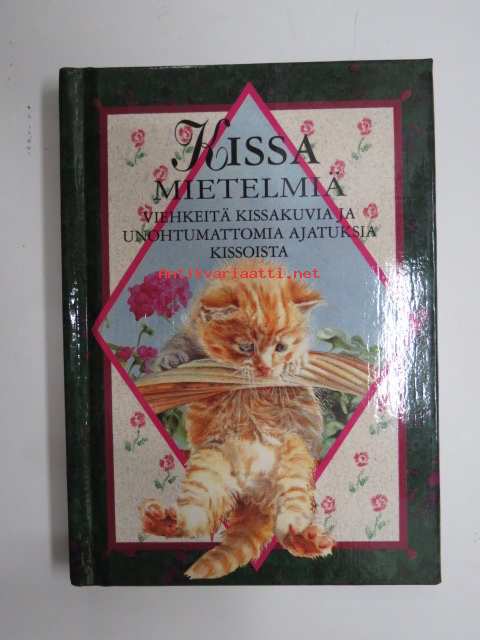 KISSA
MIETELMIÄ
VIEHKEITÄ KISSAKUVIA JA
UNOHTUMATTOMIA AJATUKSIA
KISSOISTA
Antikvariaatti.net